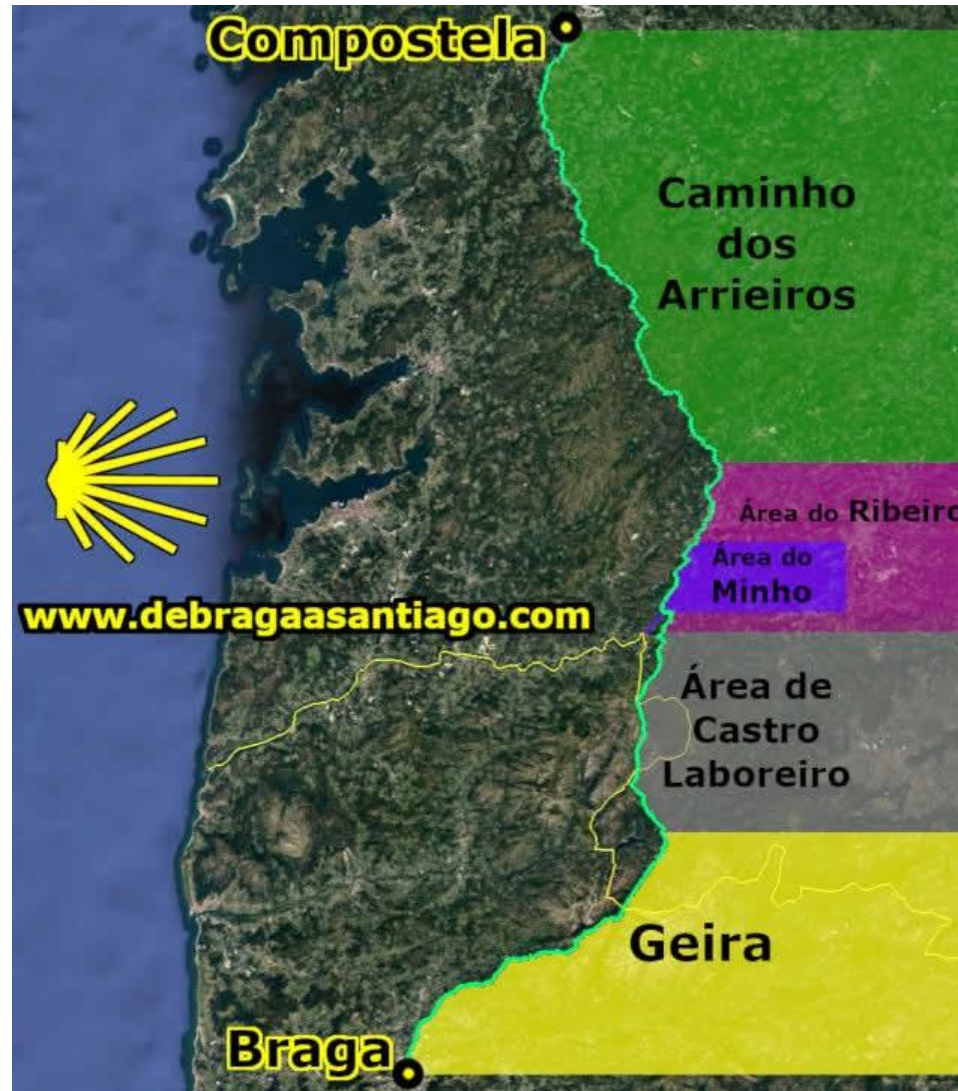 Compostela
Caminho
dos
Arrieiros
Área do Ribeiro
Área do
Minho
www.debragaasantiago.com
Área de
Castro
Laboreiro
Geira
Braga